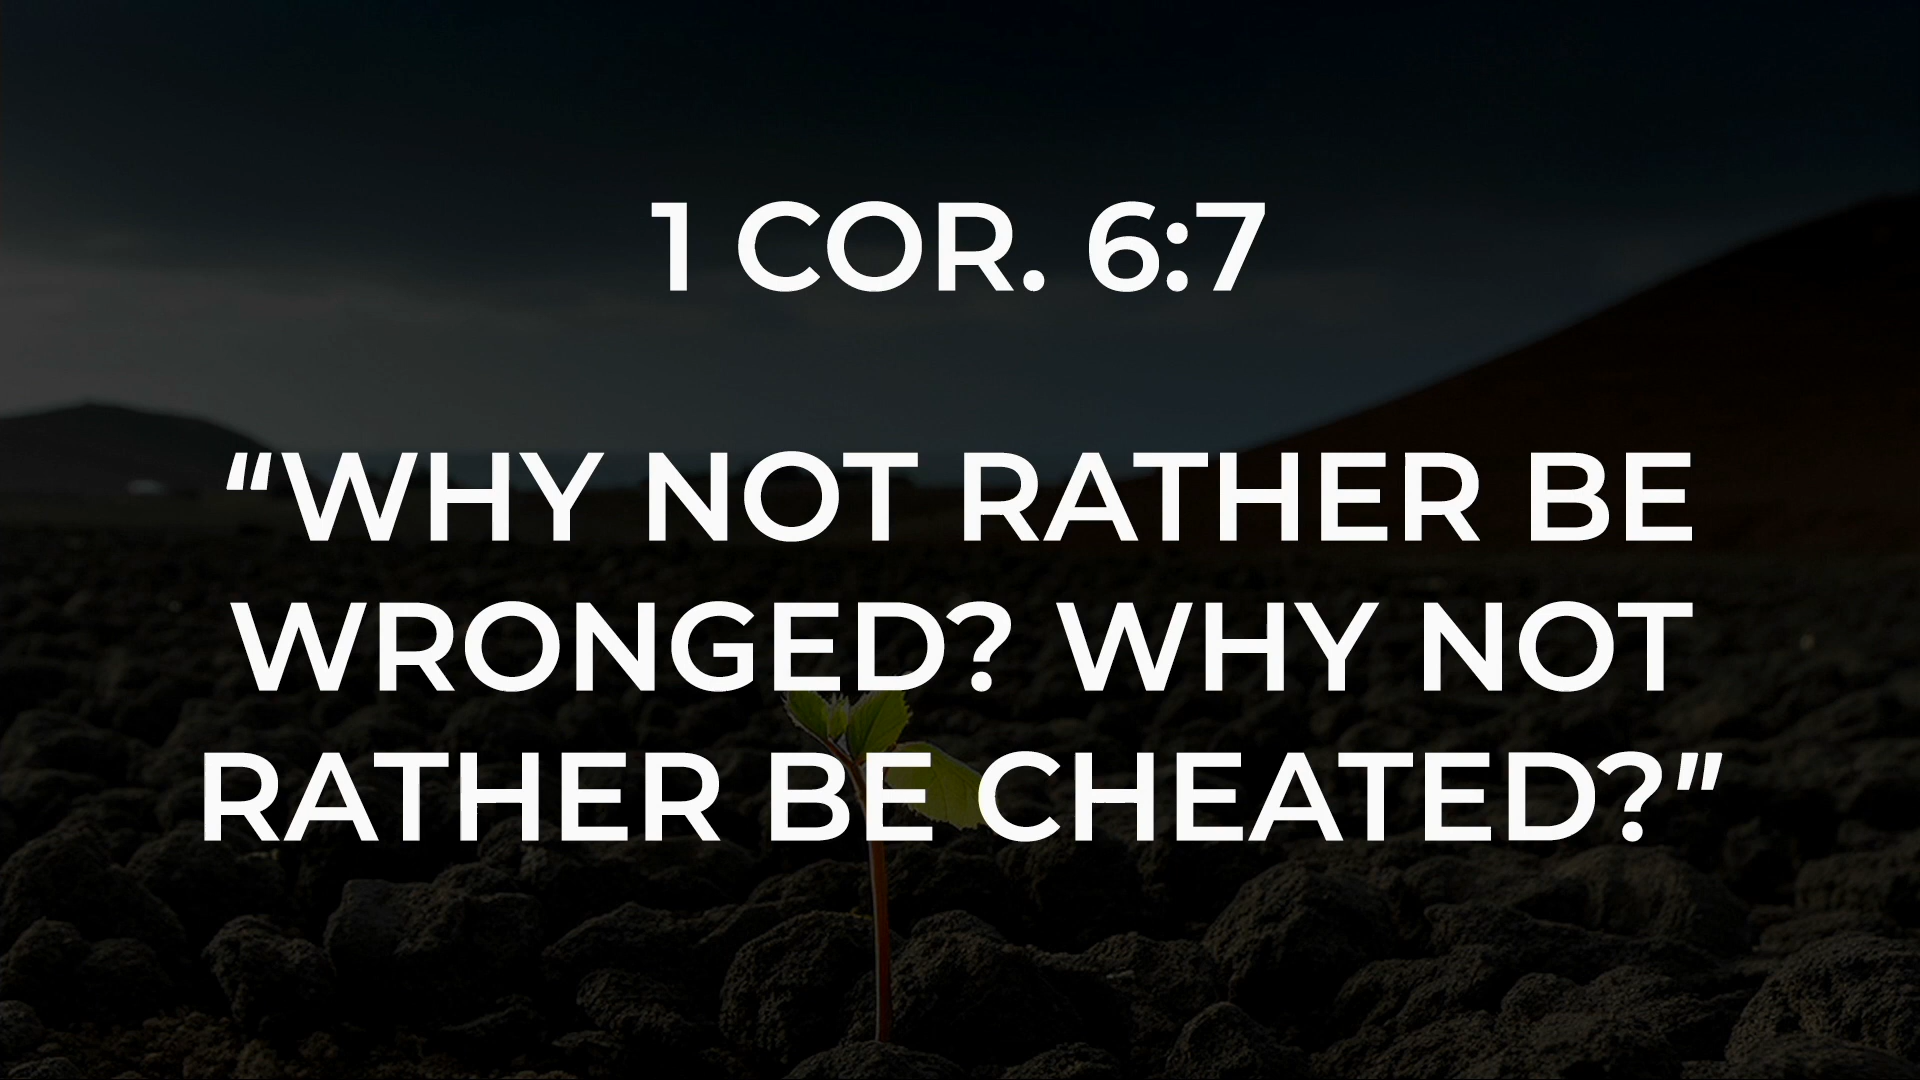 1 COR. 6:7
“WHY NOT RATHER BE
WRONGED? WHY NOT
RATHER BE CHEATED?”